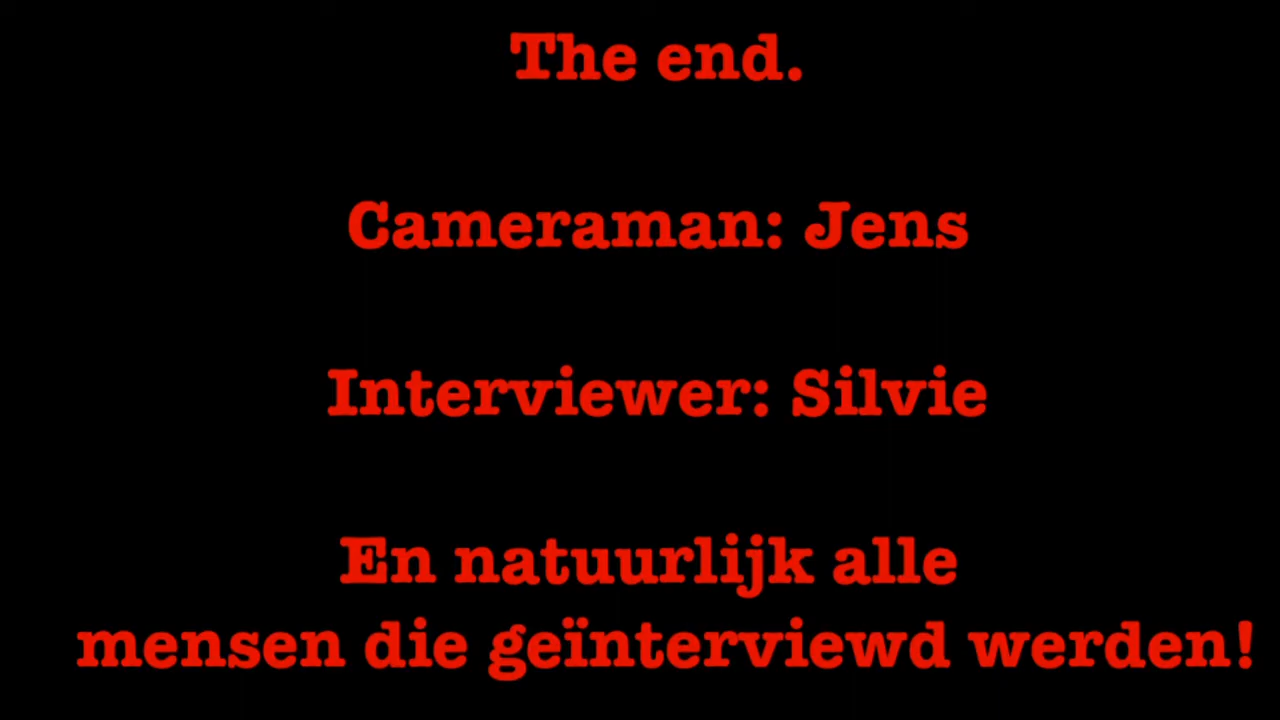 The end.
Cameraman: Jens
Interviewer: Silvie
En natuurlijk alle
mensen die geïnterviewd werden!